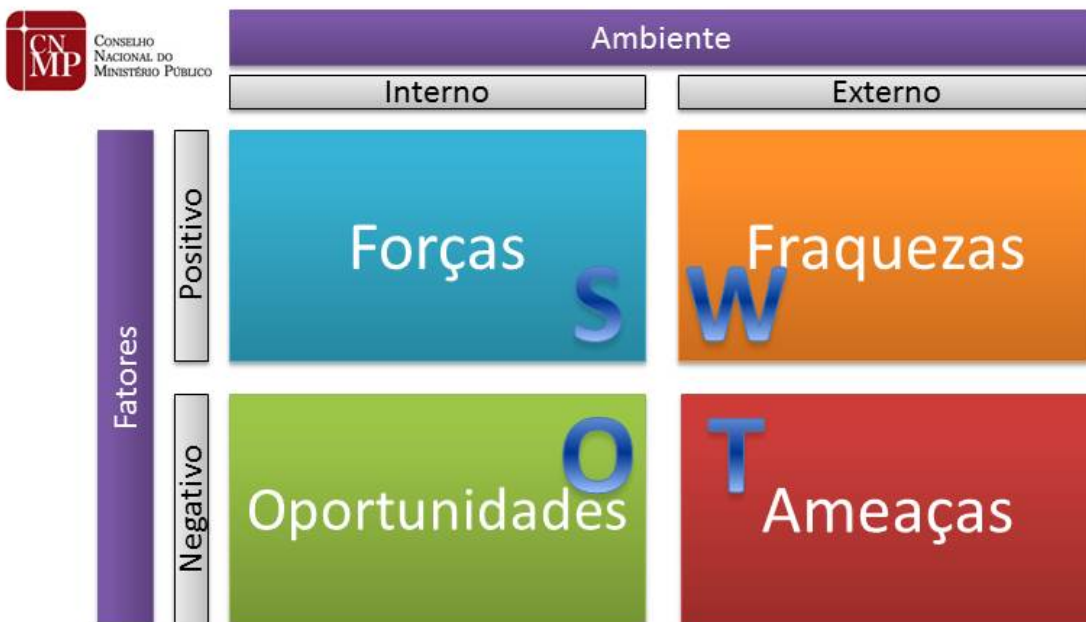 CN
MP
CONSELHO
NACIONAL DO
MINISTÉRIO PÚBLICO
Ambiente
Interno
Externo
Fatores
Positivo
Forças
S
Fraquezas
W
Negativo
O
Oportunidades
T
Ameaças